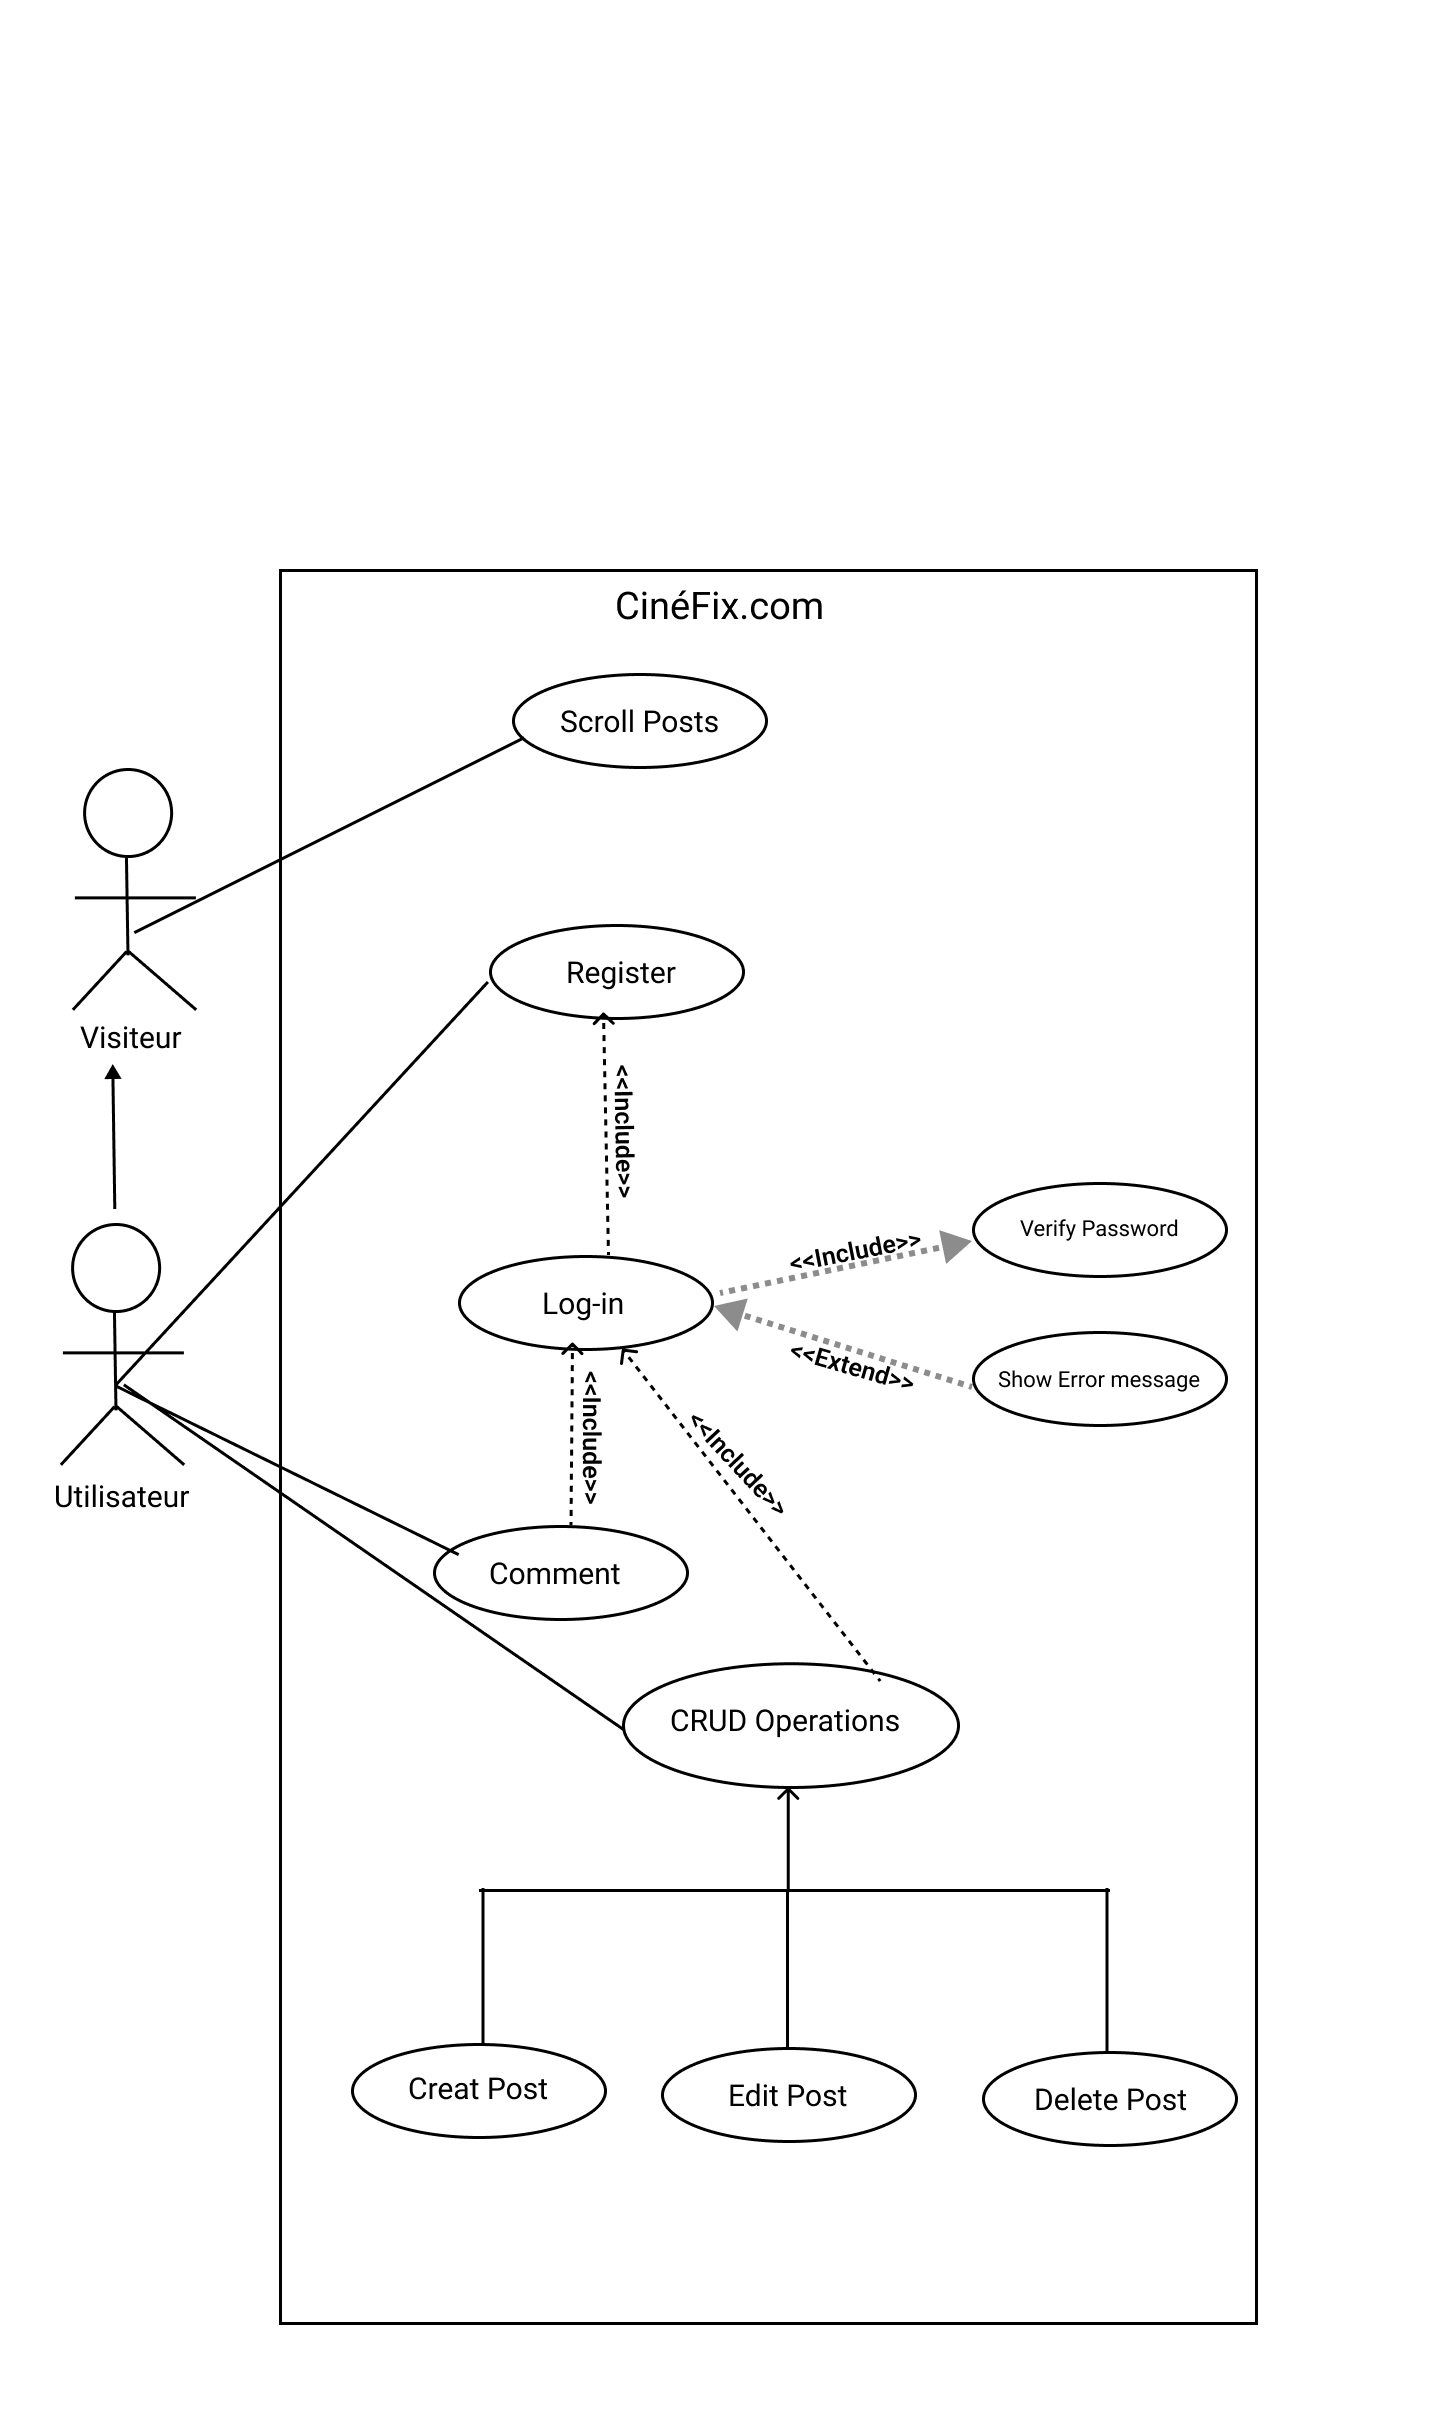 CinéFix.com
Scroll Posts
Register
Visiteur
<<Include>>
Verify Password
<<Include>>
Log-in
<<Extend>>
Show Error message
<<Include>>
<<Include>>
Utilisateur
Comment
CRUD Operations
Creat Post
Edit Post
Delete Post